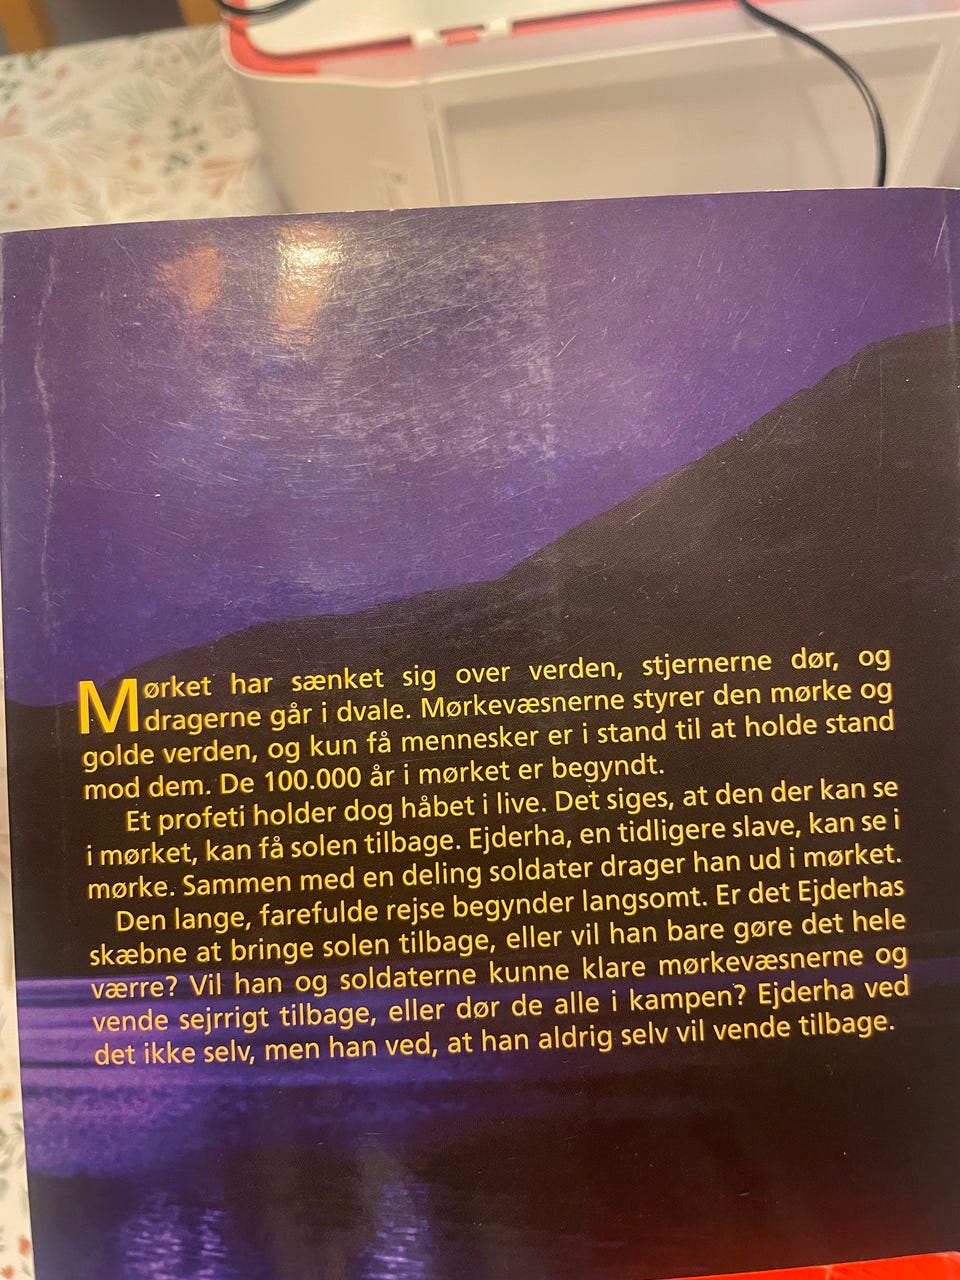 Mørket har sænket sig over verden, stjernerne dør, og
dragerne går i dvale. Mørkevæsnerne styrer den mørke og
golde verden, og kun få mennesker er i stand til at holde stand
mod dem. De 100.000 år i mørket er begyndt.
Et profeti holder dog håbet i live. Det siges, at den der kan se
i mørket, kan få solen tilbage. Ejderha, en tidligere slave, kan se i
mørke. Sammen med en deling soldater drager han ud i mørket.
Den lange, farefulde rejse begynder langsomt. Er det Ejderhas
skæbne at bringe solen tilbage, eller vil han bare gøre det hele
værre? Vil han og soldaterne kunne klare mørkevæsnerne og
vende sejrrigt tilbage, eller dør de alle i kampen? Ejderha ved
det ikke selv, men han ved, at han aldrig selv vil vende tilbage.